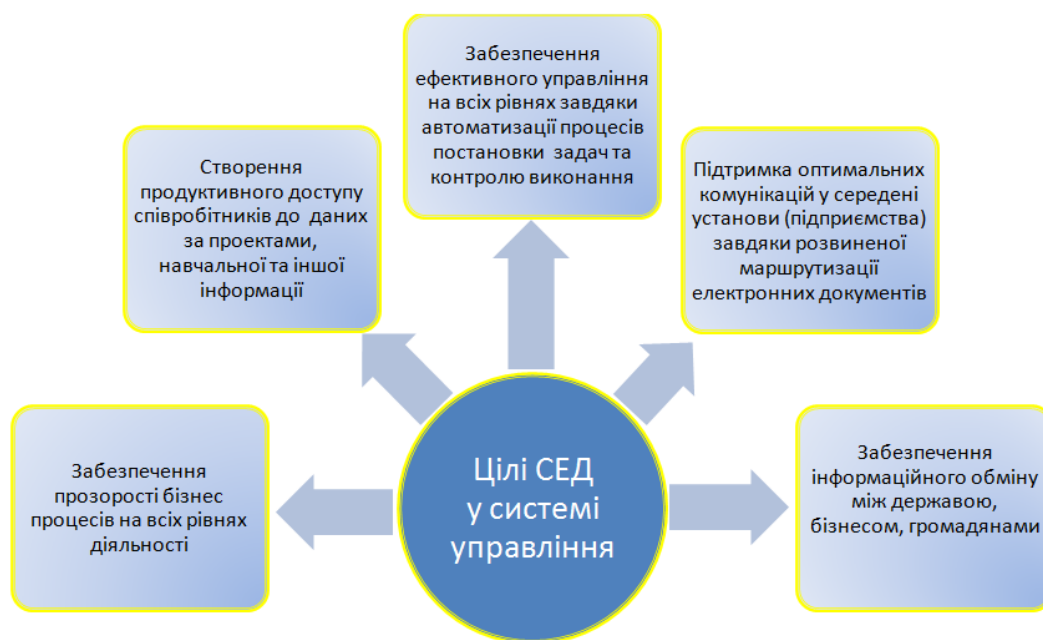 Забезпечення
ефективного управління
на всіх рівнях завдяки
автоматизації процесів
постановки задач та
контролю виконання
Створення
продуктивного доступу
співробітників до даних
за проектами,
навчальної та іншої
інформації
Підтримка оптимальних
комунікацій у середені
установи (підприємства)
завдяки розвиненої
маршрутизації
електронних документів
Забезпечення
прозорості бізнес
процесів на всіх рівнях
діяльності
Цілі СЕД
у системі
управління
Забезпечення
інформаційного обміну
між державою,
бізнесом, громадянами